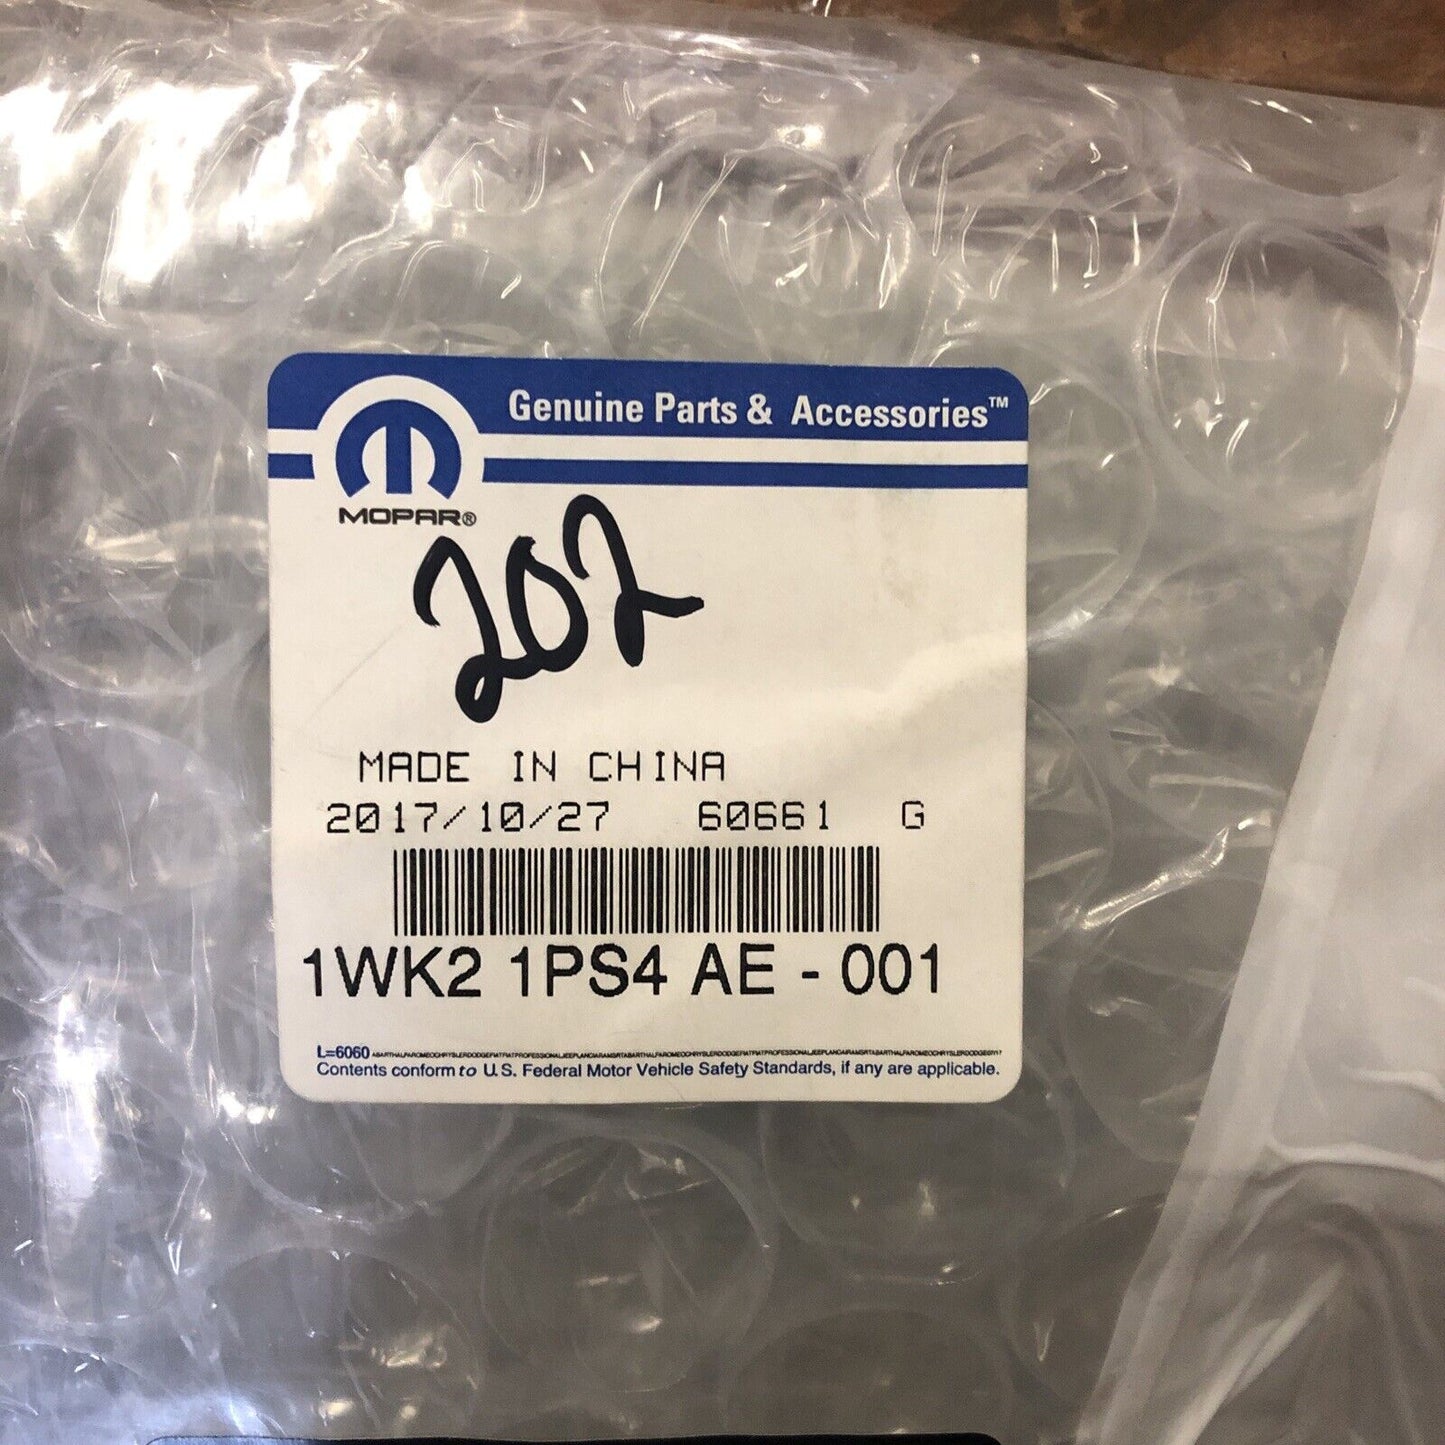 Genuine Parts & Accessories™
MOPAR®
202
MADE IN CHINA
2017/10/27 60661 G
1WK2 1PS4 AE - 001
L=6060
Contents conform to U.S. Federal Motor Vehicle Safety Standards, if any are applicable.